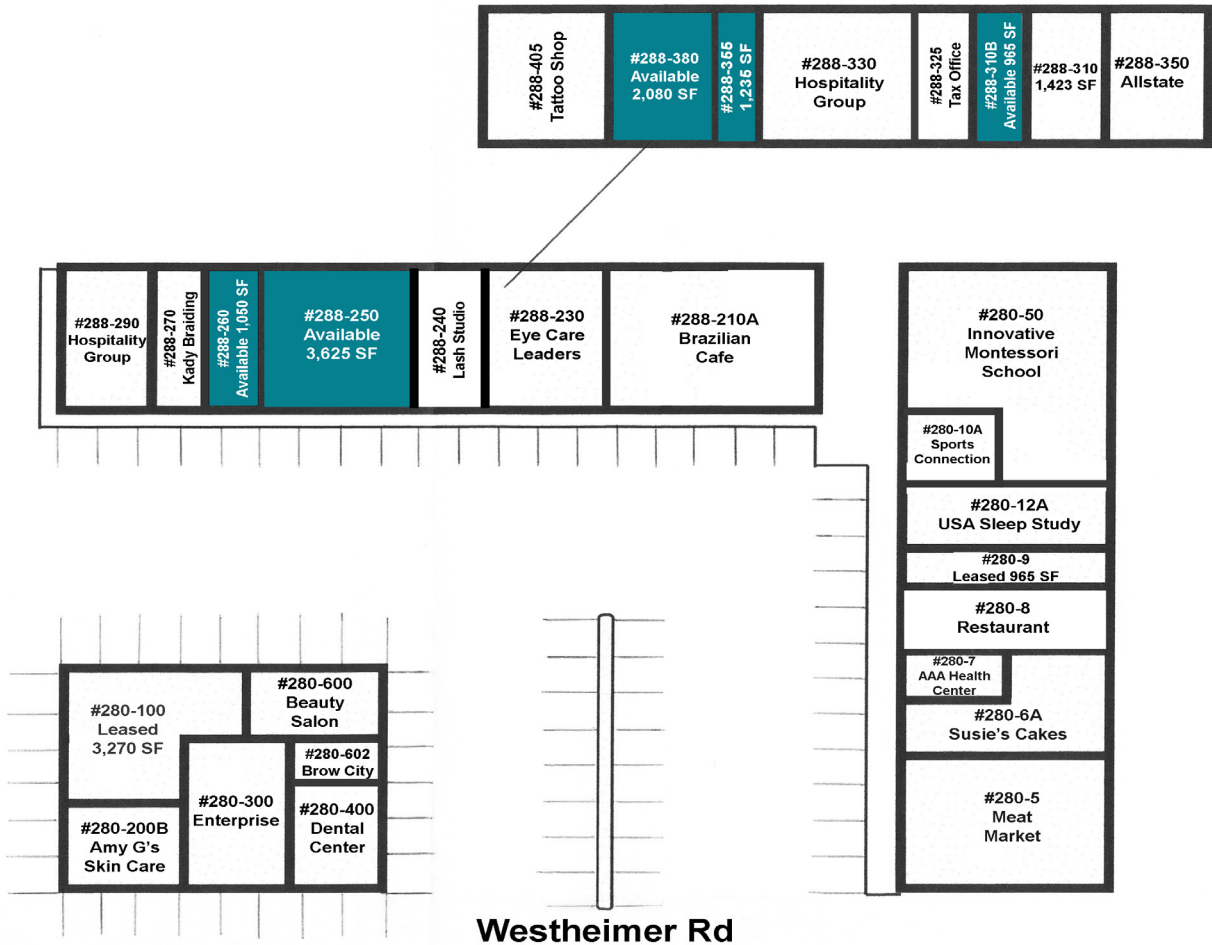 #288-405
Tattoo Shop
#288-380
Available
2,080 SF
#288-355
1,235 SF
#288-330
Hospitality
Group
#288-325
Tax Office
#288-310B
Available 965 SF
#288-310
1,423 SF
#288-350
Allstate
#288-290
Hospitality
Group
#288-270
Kady Braiding
#288-260
Available 1,050 SF
#288-250
Available
3,625 SF
#288-240
Lash Studio
#288-230
Eye Care
Leaders
#288-210A
Brazilian
Cafe
#280-50
Innovative
Montessori
School
#280-10A
Sports
Connection
#280-12A
USA Sleep Study
#280-9
Leased 965 SF
#280-8
Restaurant
#280-7
AAA Health
Center
#280-6A
Susie's Cakes
#280-5
Meat
Market
#280-100
Leased
3,270 SF
#280-600
Beauty
Salon
#280-602
Brow City
#280-300
Enterprise
#280-400
Dental
Center
#280-200B
Amy G's
Skin Care
Westheimer Rd